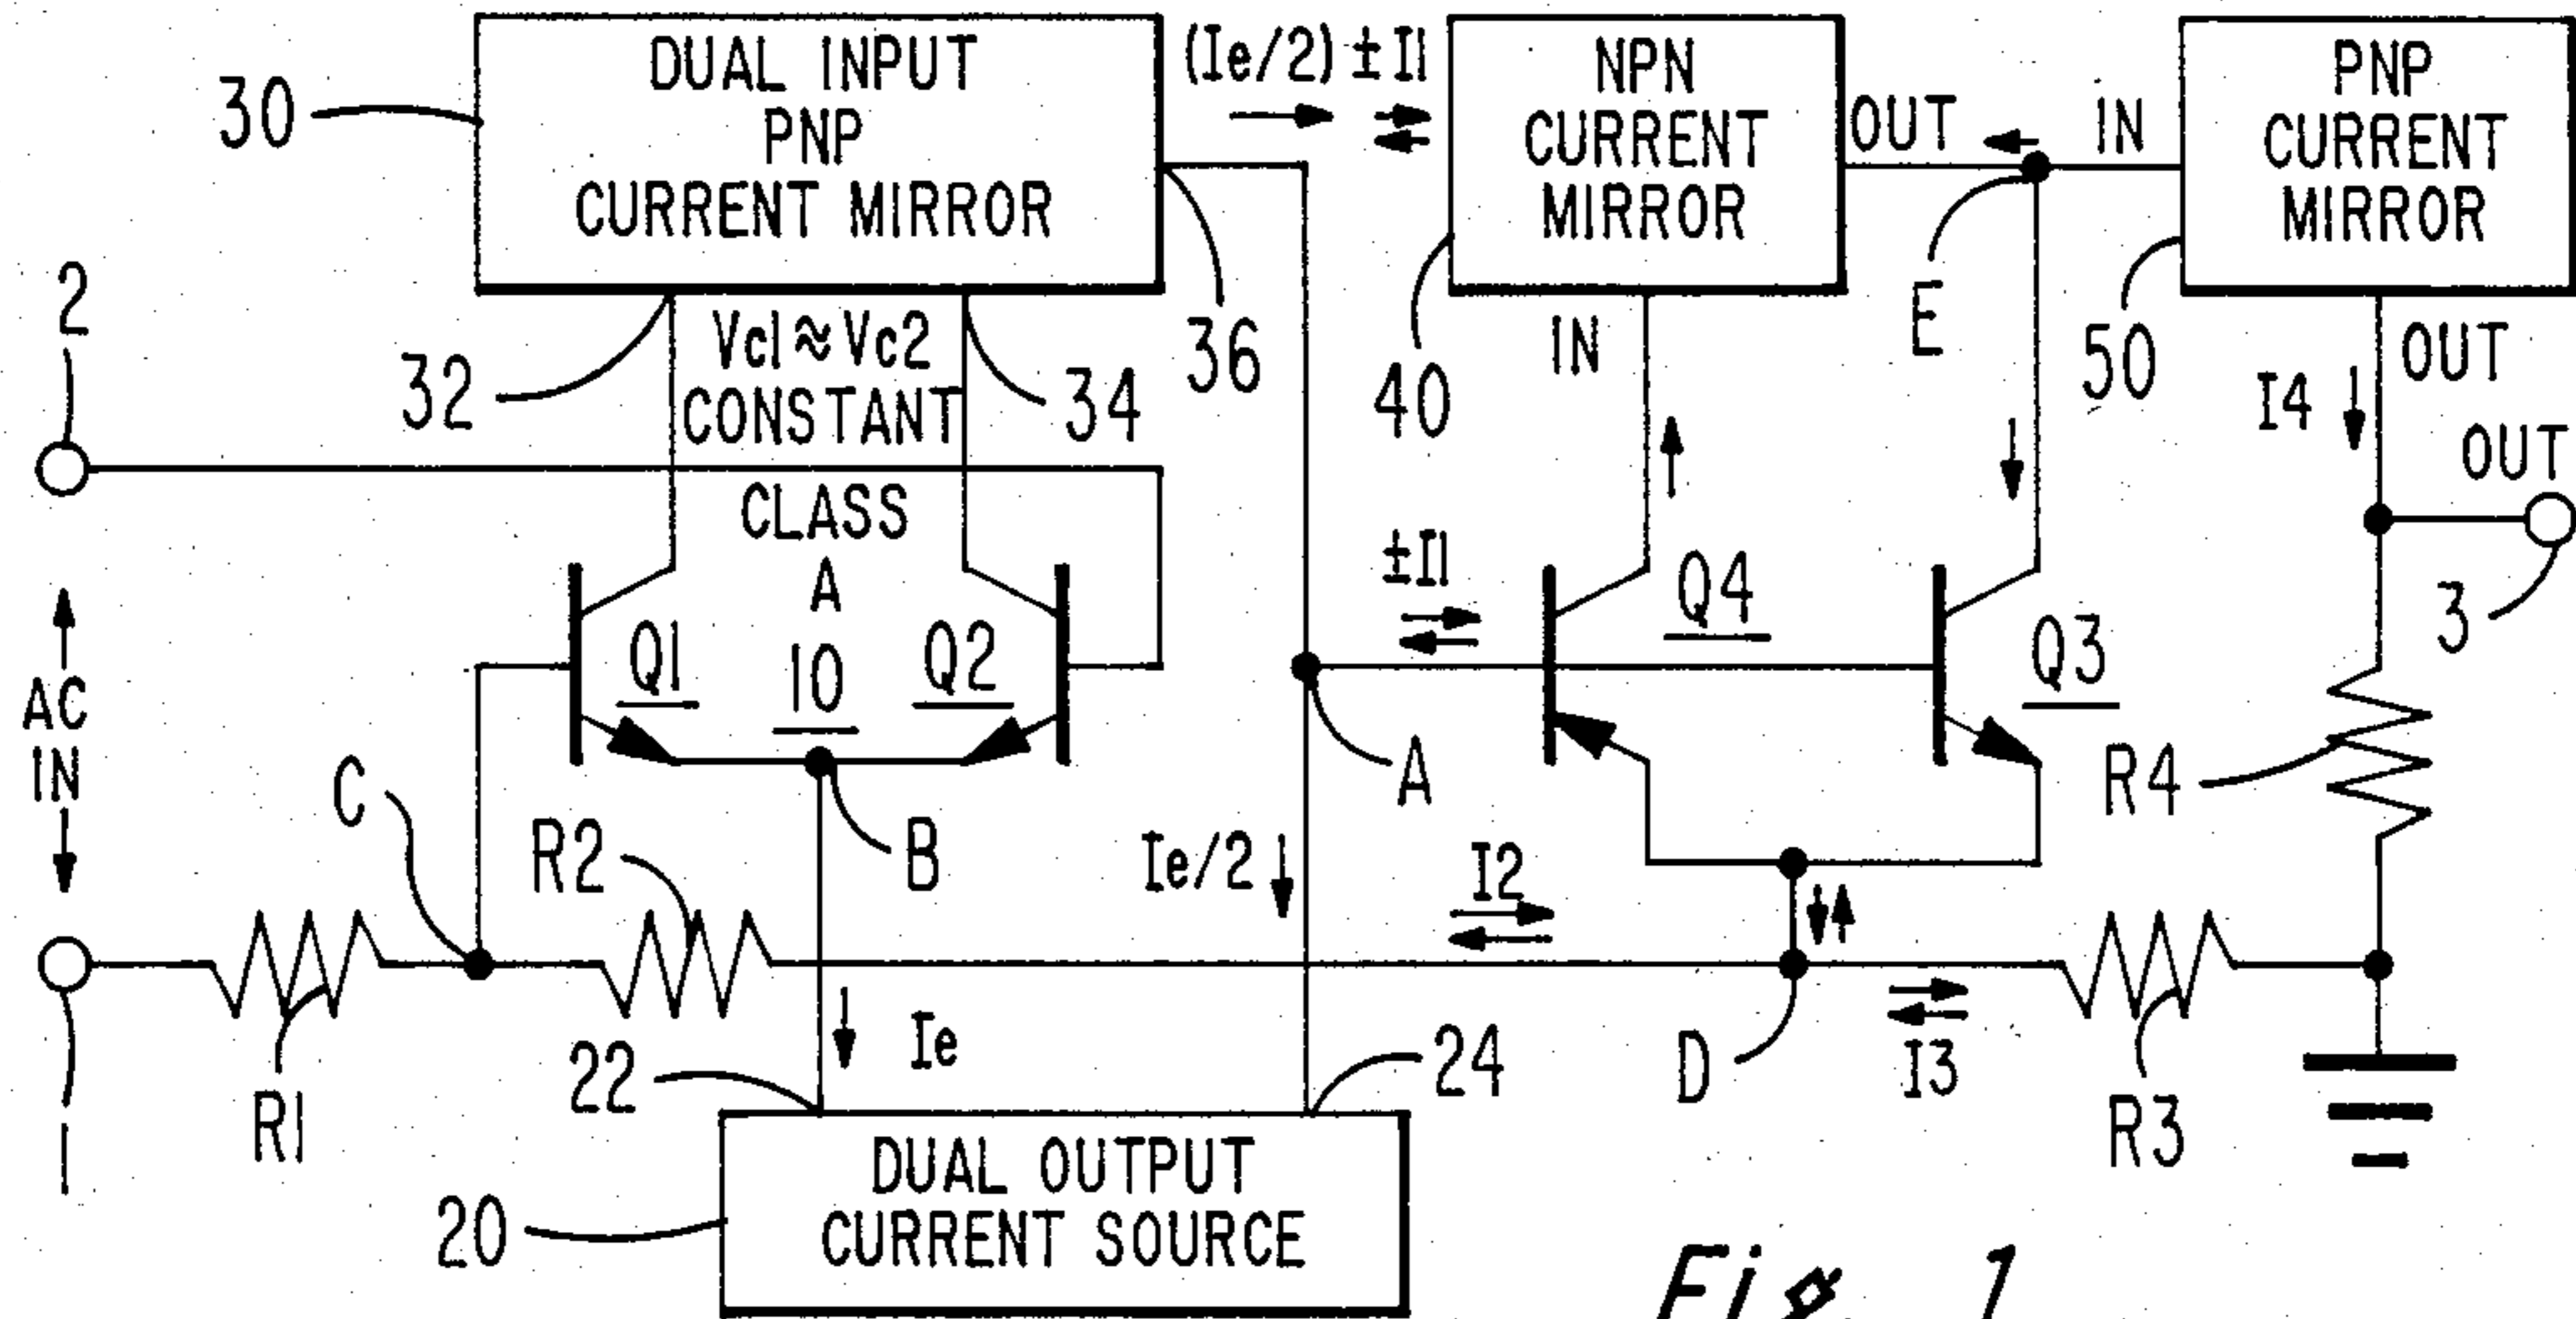 DUAL INPUT
PNP
CURRENT MIRROR
30
(Ie/2) ± I1
NPN
CURRENT
MIRROR
OUT
IN
PNP
CURRENT
MIRROR
2
32
Vc1 ≈ Vc2
CONSTANT
34
36
40
IN
E
50
OUT
I4
OUT
3
CLASS
A
10
Q1
Q2
±I1
Q4
Q3
AC
IN
C
R2
B
A
Ie/2
I2
R4
R1
1
22
Ie
24
D
I3
R3
20
DUAL OUTPUT
CURRENT SOURCE
Fig 1